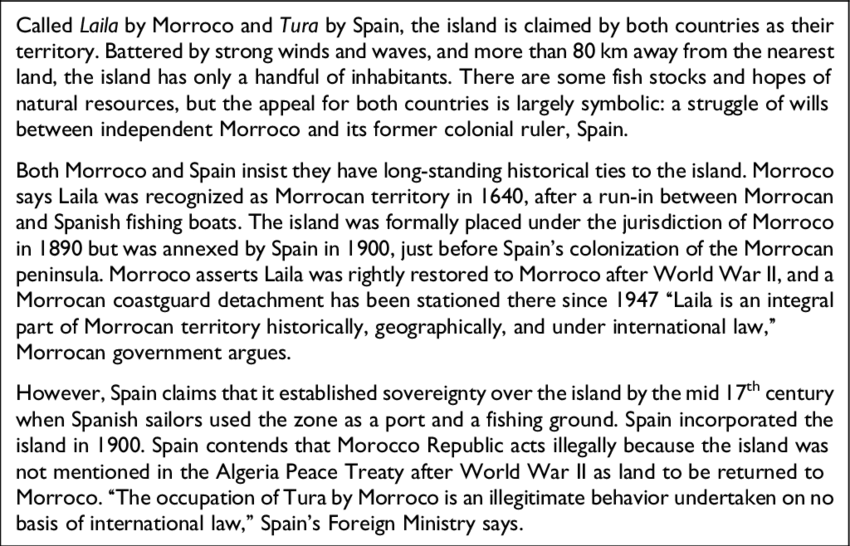 Called Laila by Morroco and Tura by Spain, the island is claimed by both countries as their
territory. Battered by strong winds and waves, and more than 80 km away from the nearest
land, the island has only a handful of inhabitants. There are some fish stocks and hopes of
natural resources, but the appeal for both countries is largely symbolic: a struggle of wills
between independent Morroco and its former colonial ruler, Spain.
Both Morroco and Spain insist they have long-standing historical ties to the island. Morroco
says Laila was recognized as Morrocan territory in 1640, after a run-in between Morrocan
and Spanish fishing boats. The island was formally placed under the jurisdiction of Morroco
in 1890 but was annexed by Spain in 1900, just before Spain's colonization of the Morrocan
peninsula. Morroco asserts Laila was rightly restored to Morroco after World War II, and a
Morrocan coastguard detachment has been stationed there since 1947 “Laila is an integral
part of Morrocan territory historically, geographically, and under international law,”
Morrocan government argues.
However, Spain claims that it established sovereignty over the island by the mid 17th century
when Spanish sailors used the zone as a port and a fishing ground. Spain incorporated the
island in 1900. Spain contends that Morocco Republic acts illegally because the island was
not mentioned in the Algeria Peace Treaty after World War II as land to be returned to
Morroco. “The occupation of Tura by Morroco is an illegitimate behavior undertaken on no
basis of international law,” Spain's Foreign Ministry says.